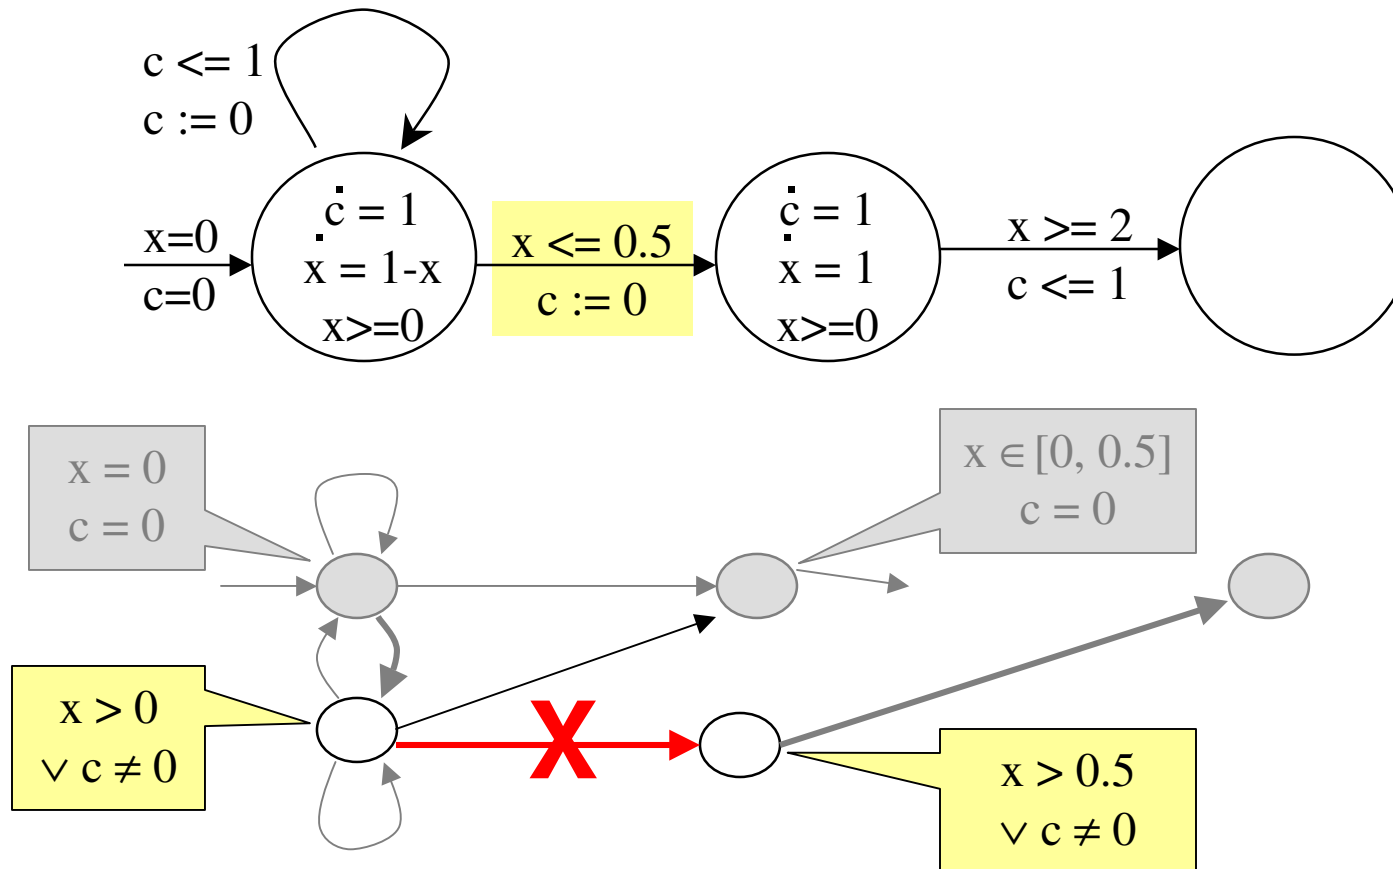 c <= 1
c := 0
x=0
c=0
ċ = 1
ẋ = 1-x
x>=0
x <= 0.5
c := 0
ċ = 1
ẋ = 1
x>=0
x >= 2
c <= 1
x = 0
c = 0
x ∈ [0, 0.5]
c = 0
x > 0
∨ c ≠ 0
X
x > 0.5
∨ c ≠ 0